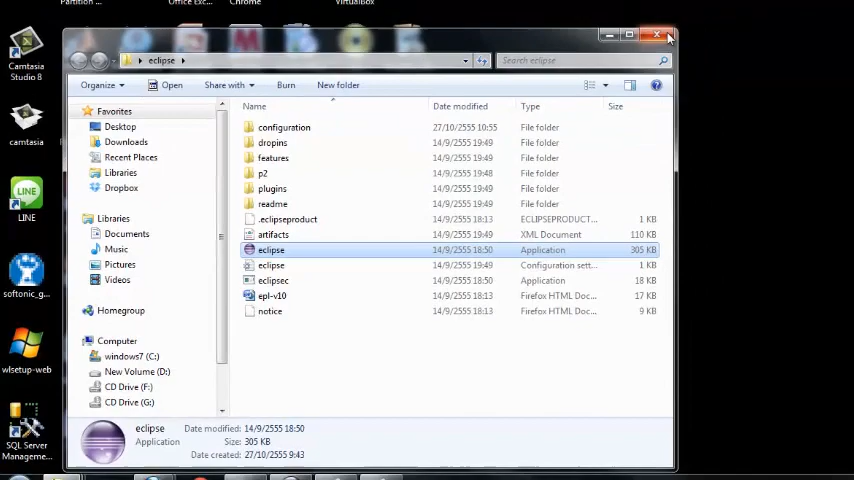 Partition ...
Office Exc...
Chrome
VirtualBox
Camtasia
Studio 8
camtasia
LINE
softonic_g...
wlsetup-web
SQL Server
Manageme...
eclipse
Search eclipse
Organize
Open
Share with
Burn
New folder
Favorites
Desktop
Downloads
Recent Places
Libraries
Dropbox
Libraries
Documents
Music
Pictures
Videos
Homegroup
Computer
windows7 (C:)
New Volume (D:)
CD Drive (F:)
CD Drive (G:)
Name Date modified Type Size
configuration 27/10/2555 10:55 File folder
dropins 14/9/2555 19:49 File folder
features 14/9/2555 19:49 File folder
p2 14/9/2555 19:48 File folder
plugins 14/9/2555 19:49 File folder
readme 14/9/2555 19:49 File folder
.eclipseproduct 14/9/2555 18:13 ECLIPSEPRODUCT... 1 KB
artifacts 14/9/2555 19:49 XML Document 110 KB
eclipse 14/9/2555 18:50 Application 305 KB
eclipse 14/9/2555 19:49 Configuration sett... 1 KB
eclipsec 14/9/2555 18:50 Application 18 KB
epl-v10 14/9/2555 18:13 Firefox HTML Doc... 17 KB
notice 14/9/2555 18:13 Firefox HTML Doc... 9 KB
eclipse Date modified: 14/9/2555 18:50
Application Size: 305 KB
Date created: 27/10/2555 9:43